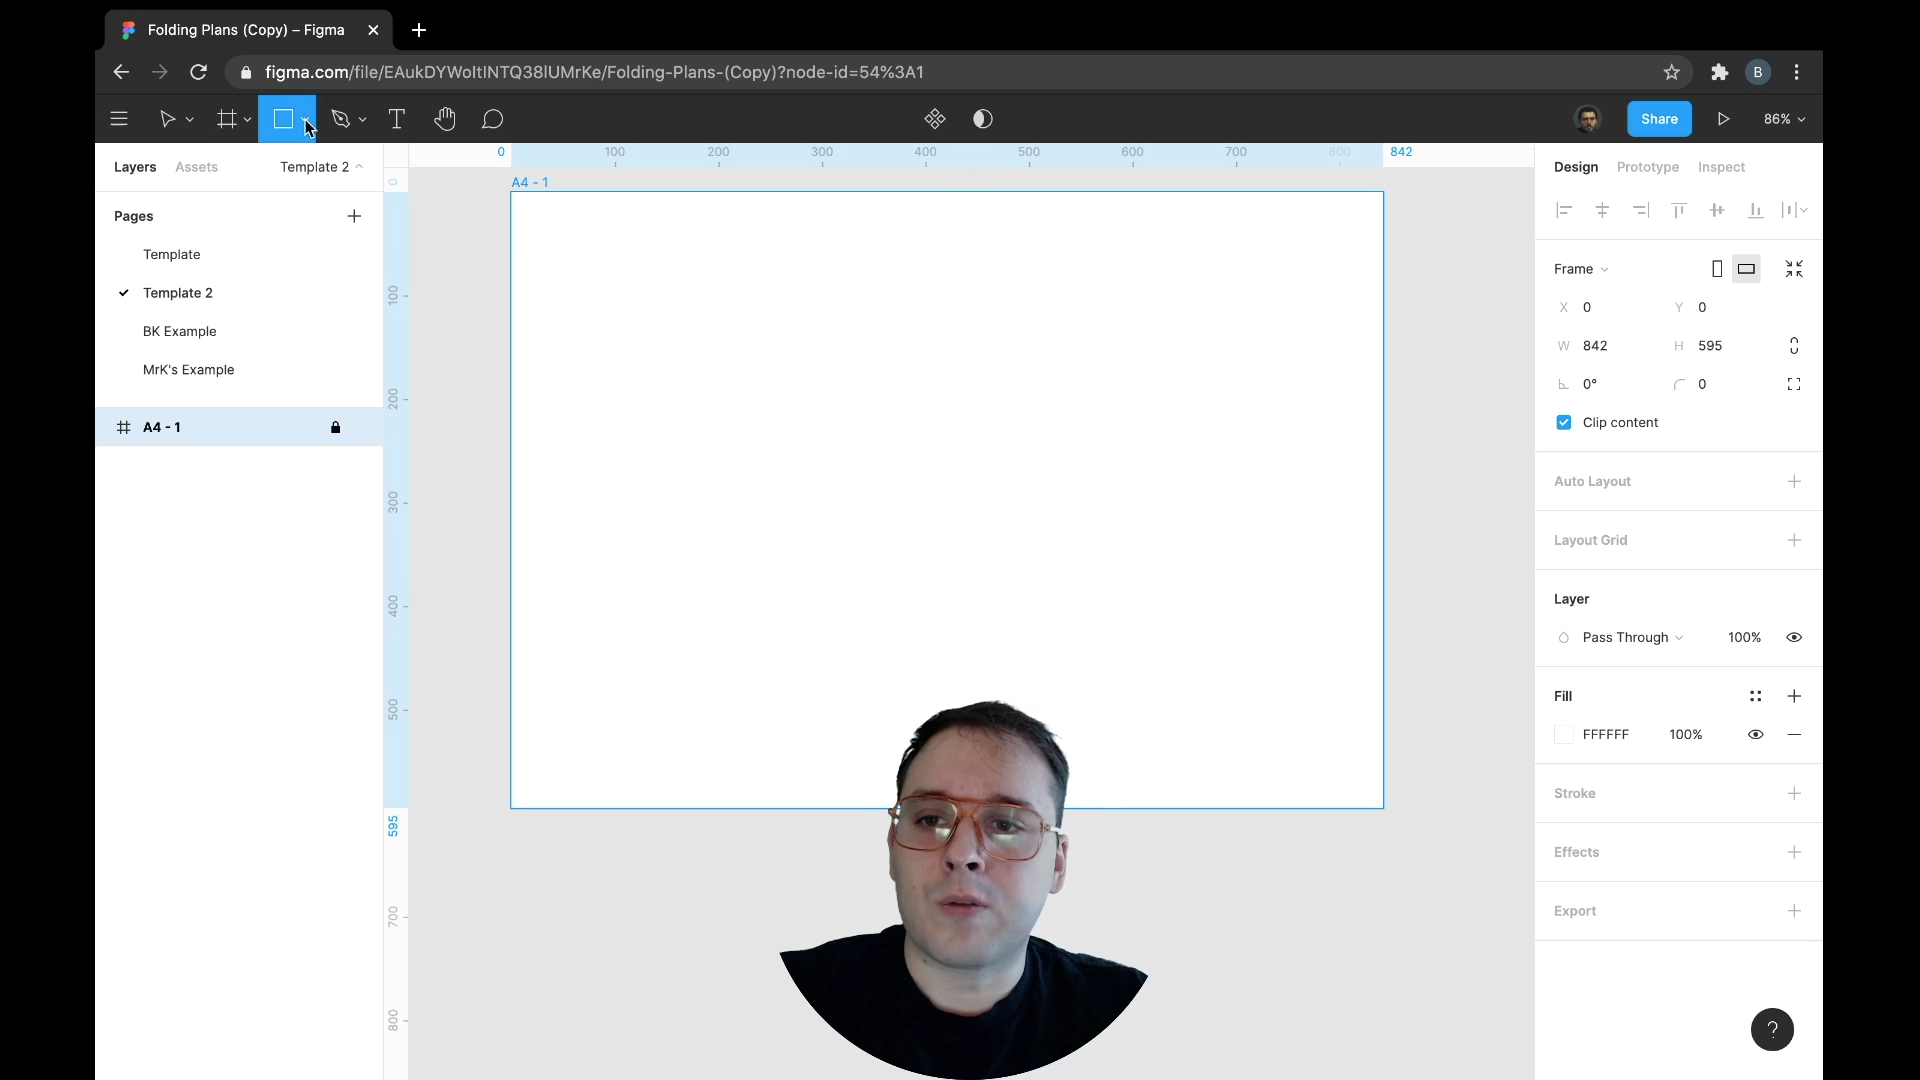 Folding Plans (Copy) – Figma
figma.com/file/EAukDYWoltlNTQ38lUMrKe/Folding-Plans-(Copy)?node-id=54%3A1
B
Share
86%
Layers Assets Template 2
Pages
Template
Template 2
BK Example
MrK's Example
A4 - 1
0 100 200 300 400 500 600 700 800 842
0
100
200
300
400
500
595
700
800
A4 - 1
Design Prototype Inspect
Frame
X 0 Y 0
W 842 H 595
0° 0
Clip content
Auto Layout
Layout Grid
Layer
Pass Through 100%
Fill
FFFFFF 100%
Stroke
Effects
Export
?